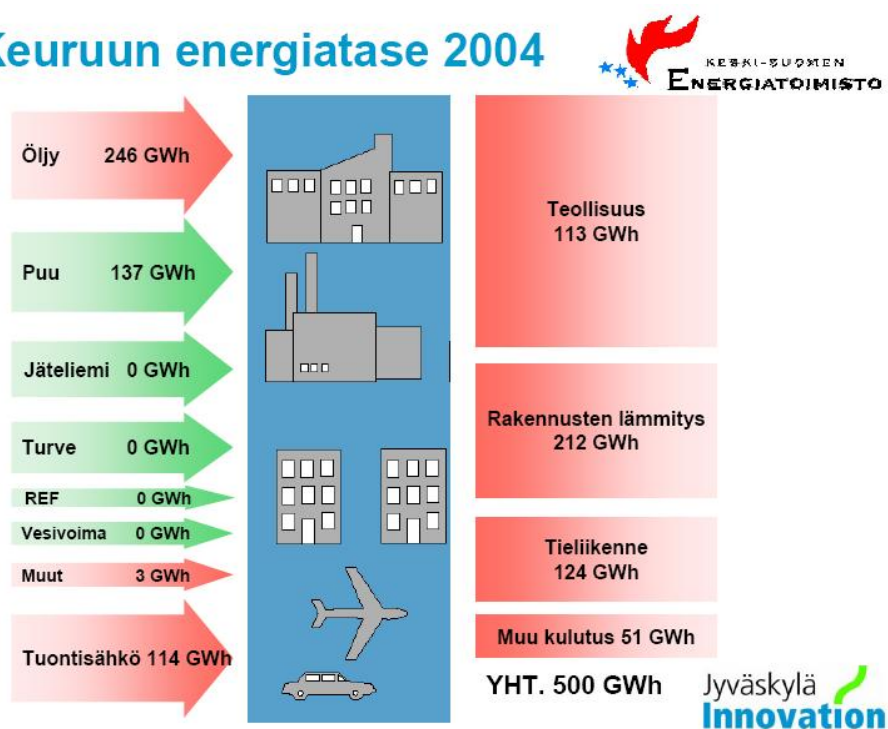 Keuruun energiatase 2004
KESKI-SUOMEN
ENERGIATOIMISTO
Öljy 246 GWh
Puu 137 GWh
Jäteliemi 0 GWh
Turve 0 GWh
REF 0 GWh
Vesivoima 0 GWh
Muut 3 GWh
Tuontisähkö 114 GWh
Teollisuus
113 GWh
Rakennusten lämmitys
212 GWh
Tieliikenne
124 GWh
Muu kulutus 51 GWh
YHT. 500 GWh
Jyväskylä
Innovation